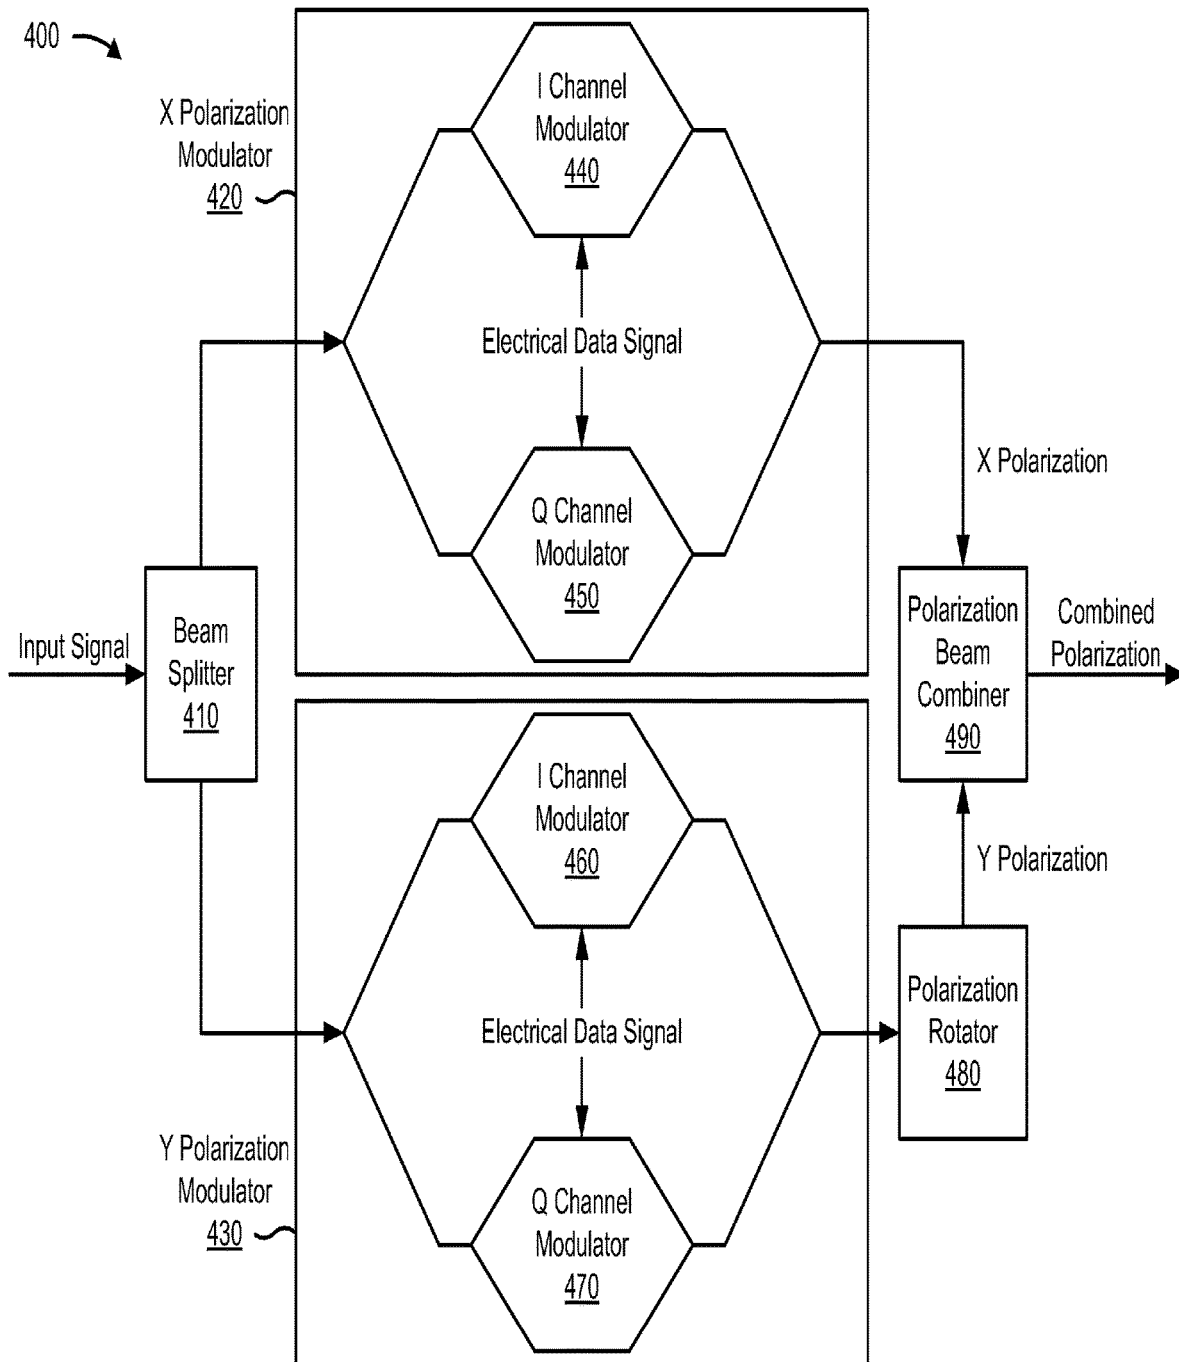 400
X Polarization
Modulator
420
I Channel
Modulator
440
Electrical Data Signal
Q Channel
Modulator
450
X Polarization
Input Signal
Beam
Splitter
410
Polarization
Beam
Combiner
490
Combined
Polarization
Y Polarization
Modulator
430
I Channel
Modulator
460
Electrical Data Signal
Q Channel
Modulator
470
Y Polarization
Polarization
Rotator
480